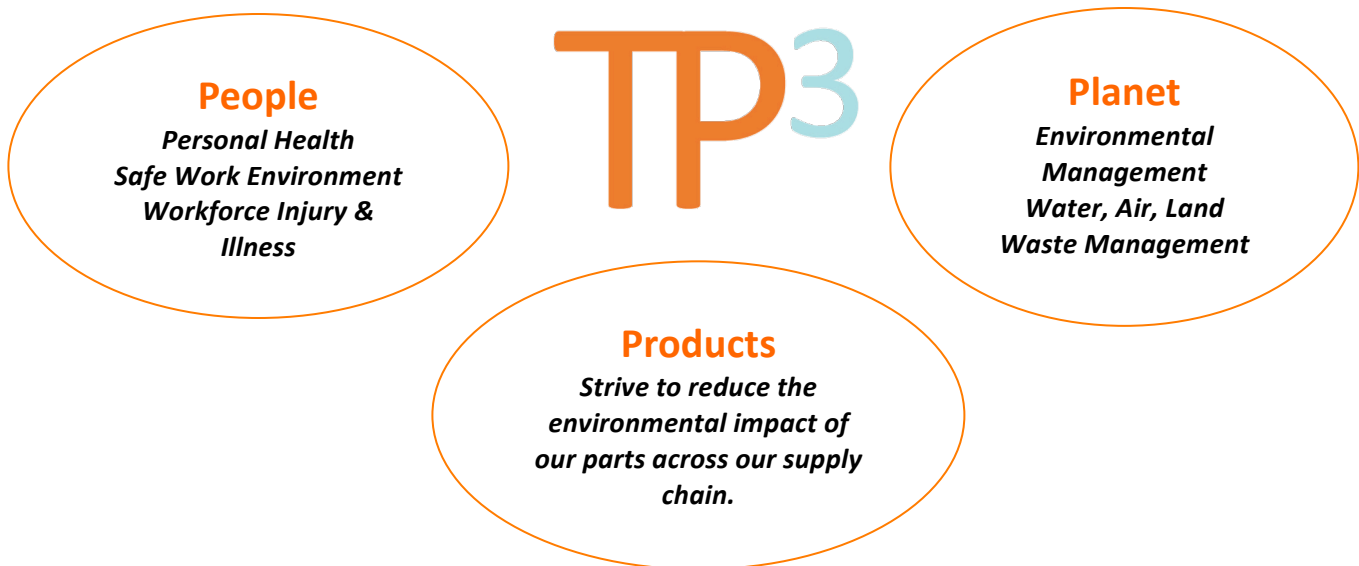 TP³
People
Personal Health
Safe Work Environment
Workforce Injury &
Illness
Planet
Environmental
Management
Water, Air, Land
Waste Management
Products
Strive to reduce the
environmental impact of
our parts across our supply
chain.